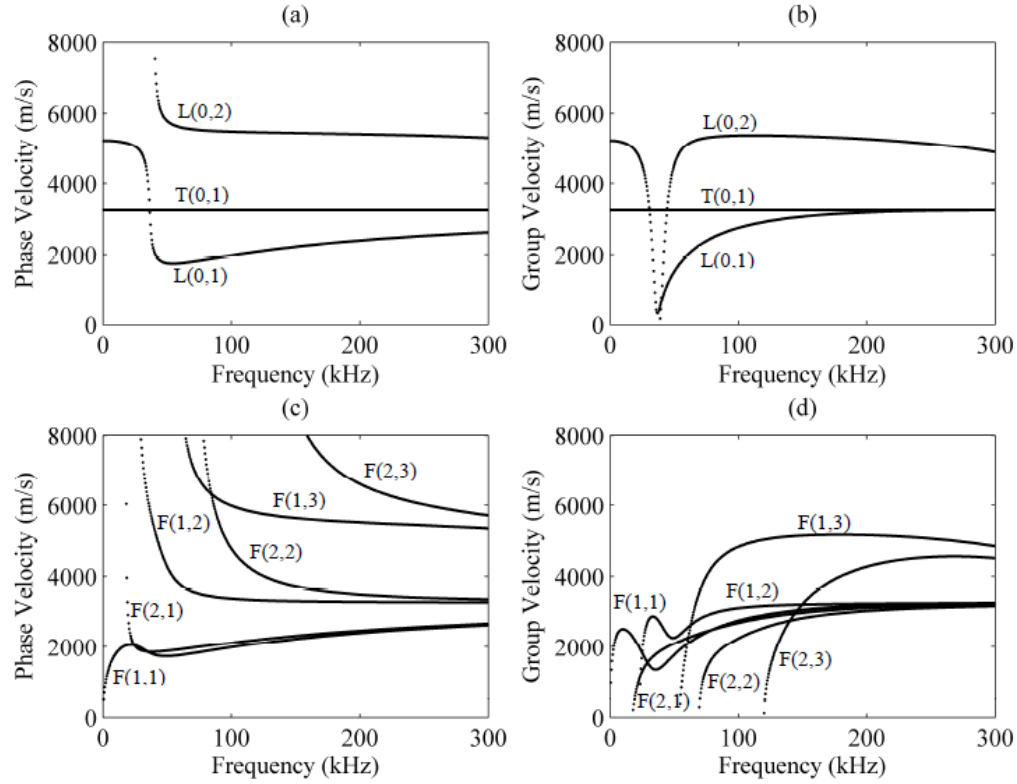 (a)
8000
6000
4000
2000
0
Phase Velocity (m/s)
L(0,2)
T(0,1)
L(0,1)
0 100 200 300
Frequency (kHz)
(b)
8000
6000
4000
2000
0
Group Velocity (m/s)
L(0,2)
T(0,1)
L(0,1)
0 100 200 300
Frequency (kHz)
(c)
8000
6000
4000
2000
0
Phase Velocity (m/s)
F(2,3)
F(1,3)
F(1,2)
F(2,2)
F(2,1)
F(1,1)
0 100 200 300
Frequency (kHz)
(d)
8000
6000
4000
2000
0
Group Velocity (m/s)
F(1,3)
F(1,2)
F(1,1)
F(2,3)
F(2,2)
F(2,1)
0 100 200 300
Frequency (kHz)